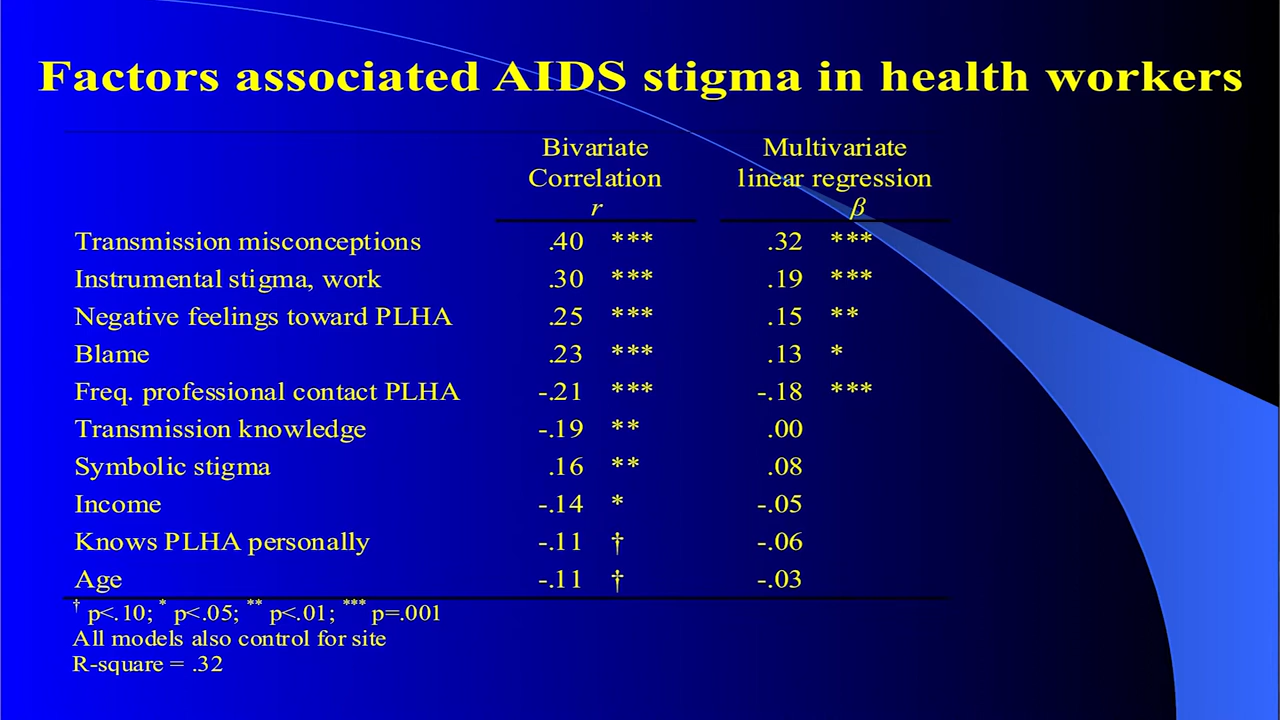 Factors associated AIDS stigma in health workers
Bivariate Multivariate
Correlation linear regression
r β
Transmission misconceptions .40 *** .32 ***
Instrumental stigma, work .30 *** .19 ***
Negative feelings toward PLHA .25 *** .15 **
Blame .23 *** .13 *
Freq. professional contact PLHA -.21 *** -.18 ***
Transmission knowledge -.19 ** .00
Symbolic stigma .16 ** .08
Income -.14 * -.05
Knows PLHA personally -.11 † -.06
Age -.11 † -.03
† p<.10; * p<.05; ** p<.01; *** p=.001
All models also control for site
R-square = .32